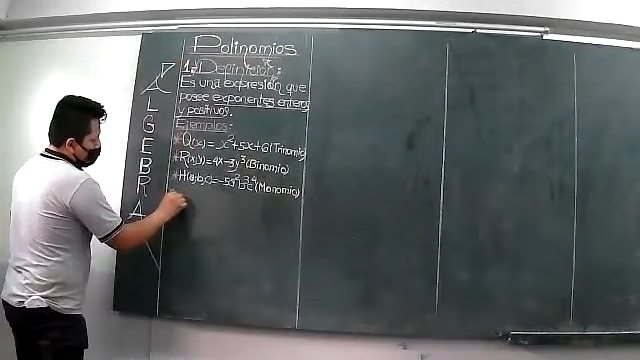 Polinomios
1. Definición:
Es una expresión que
posee exponentes enteros
y positivos.
Ejemplos:
* Q(x) = x²+5x+6 (Trinomio)
* R(x,y)=4x-3y³ (Binomio)
* H(a,b,c)=-5a²b³c⁴ (Monomio)
ALGEBRA